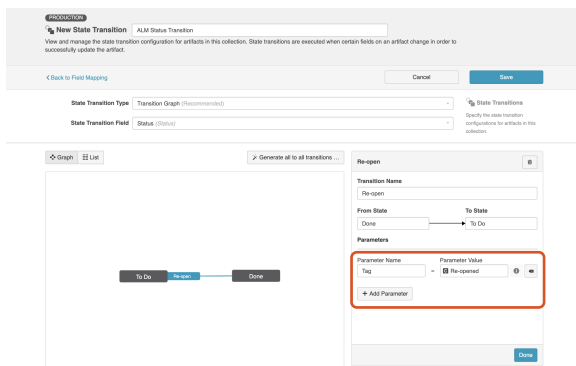 PRODUCTION
New State Transition
ALM Status Transition
View and manage the state transition configuration for artifacts in this collection. State transitions are executed when certain fields on an artifact change in order to
successfully update the artifact.
Back to Field Mapping
Cancel
Save
State Transition Type
Transition Graph (Recommended)
State Transition Field
Status (Status)
State Transitions
Specify the state transition
configurations for artifacts in this
collection.
Graph
List
Generate all to all transitions ...
To Do
Re-open
Done
Re-open
Transition Name
Re-open
From State
To State
Done
To Do
Parameters
Parameter Name
Parameter Value
Tag
=
Re-opened
+ Add Parameter
Done